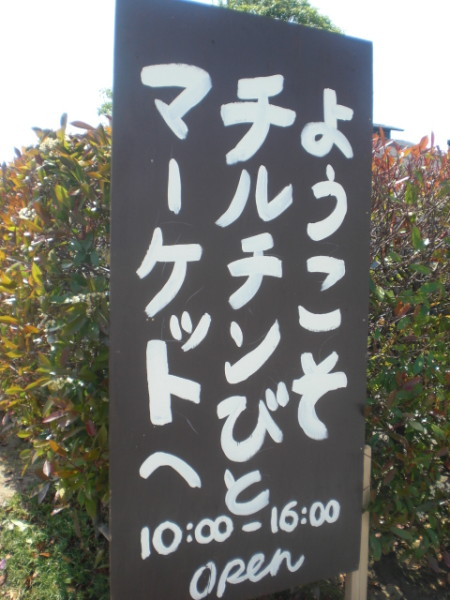 ようこそ
チルチンびと
マーケットへ
10:00-16:00
open